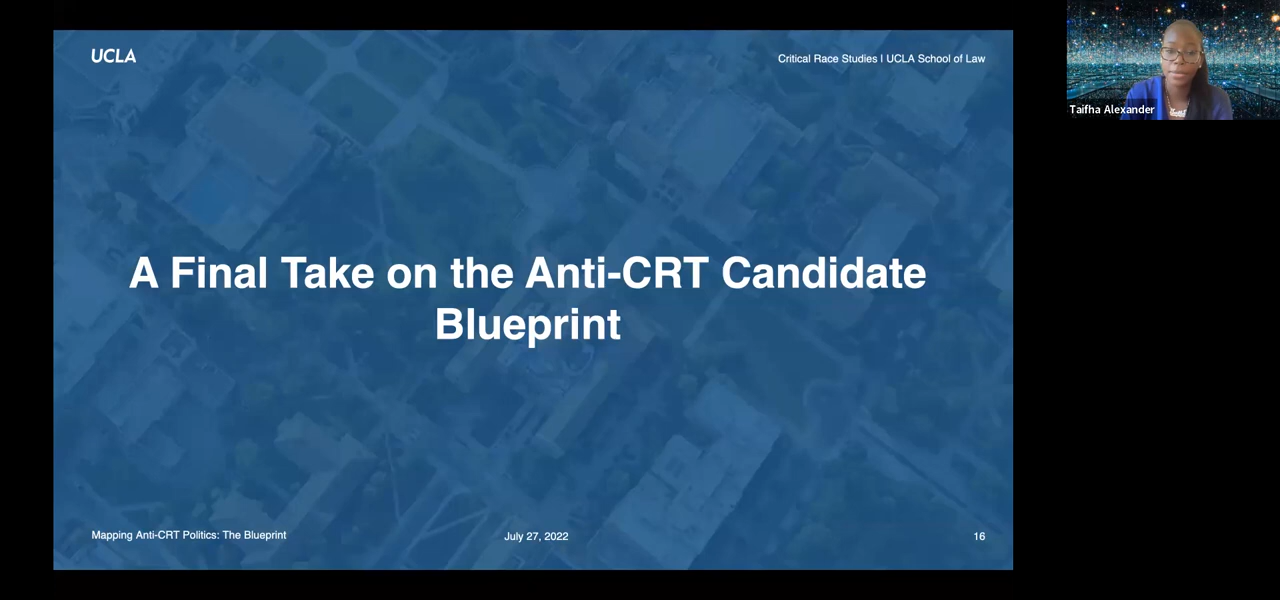 UCLA
Critical Race Studies | UCLA School of Law
Taifha Alexander
A Final Take on the Anti-CRT Candidate
Blueprint
Mapping Anti-CRT Politics: The Blueprint
July 27, 2022
16